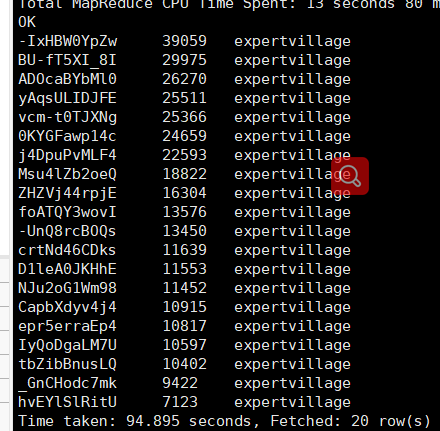 Total MapReduce CPU Time Spent: 13 seconds 80 m
OK
-IxHBW0YpZw 39059 expertvillage
BU-fT5XI_8I 29975 expertvillage
ADOcaBYbMl0 26270 expertvillage
yAqsULIDJFE 25511 expertvillage
vcm-t0TJXNg 25366 expertvillage
0KYGFawp14c 24659 expertvillage
j4DpuPvMLF4 22593 expertvillage
Msu4lZb2oeQ 18822 expertvillage
ZHZVj44rpjE 16304 expertvillage
foATQY3wovI 13576 expertvillage
-UnQ8rcBOQs 13450 expertvillage
crtNd46CDks 11639 expertvillage
D1leA0JKHhE 11553 expertvillage
NJu2oG1Wm98 11452 expertvillage
CapbXdyv4j4 10915 expertvillage
epr5erraEp4 10817 expertvillage
IyQoDgaLM7U 10597 expertvillage
tbZibBnusLQ 10402 expertvillage
_GnCHodc7mk 9422 expertvillage
hvEYlSlRitU 7123 expertvillage
Time taken: 94.895 seconds, Fetched: 20 row(s)